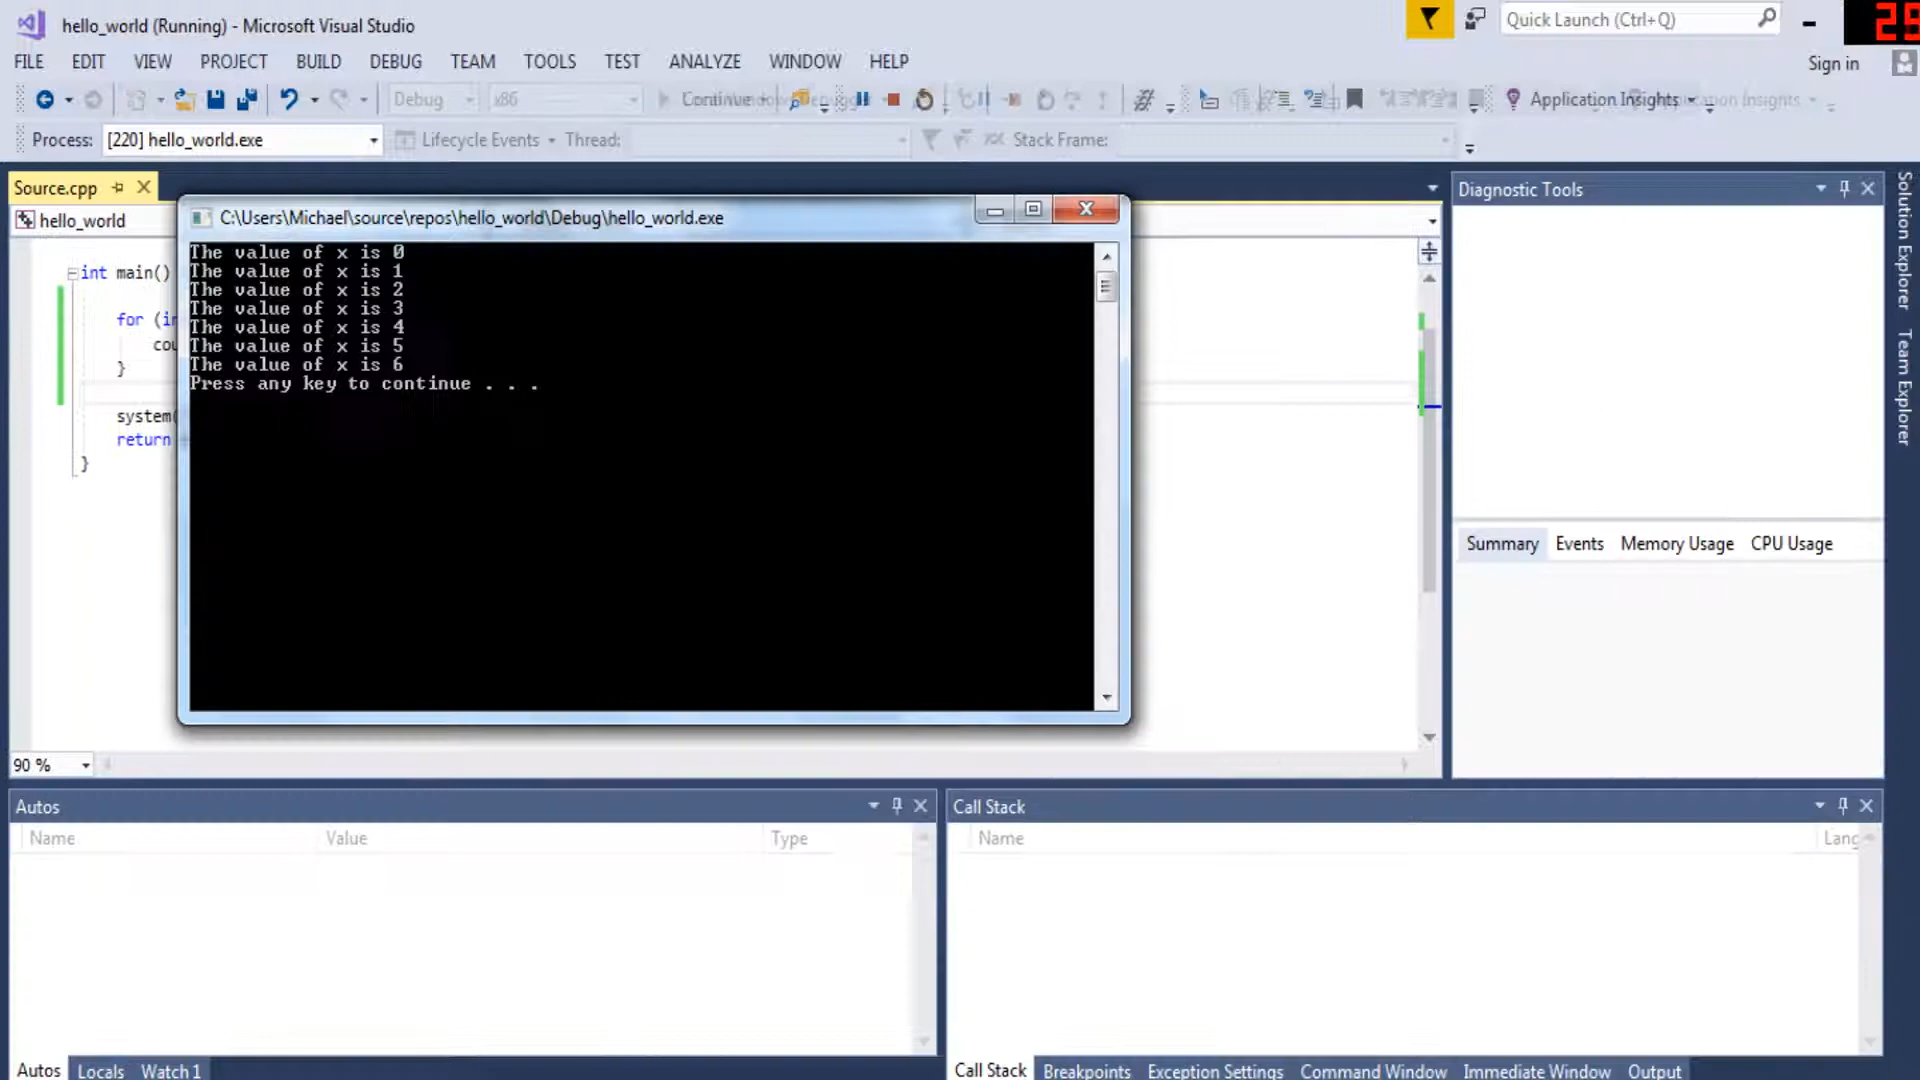 hello_world (Running) - Microsoft Visual Studio
Quick Launch (Ctrl+Q)
FILE EDIT VIEW PROJECT BUILD DEBUG TEAM TOOLS TEST ANALYZE WINDOW HELP
Sign in
Debug x86 Continue Application Insights
Process: [220] hello_world.exe Lifecycle Events Thread: Stack Frame:
Source.cpp
hello_world
C:\Users\Michael\source\repos\hello_world\Debug\hello_world.exe
The value of x is 0
The value of x is 1
The value of x is 2
The value of x is 3
The value of x is 4
The value of x is 5
The value of x is 6
Press any key to continue . . .
int main()
for (in
cou
}
system(
return
}
90 %
Diagnostic Tools
Summary Events Memory Usage CPU Usage
Solution Explorer
Team Explorer
Autos
Name Value Type
Autos Locals Watch 1
Call Stack
Name Lang
Call Stack Breakpoints Exception Settings Command Window Immediate Window Output